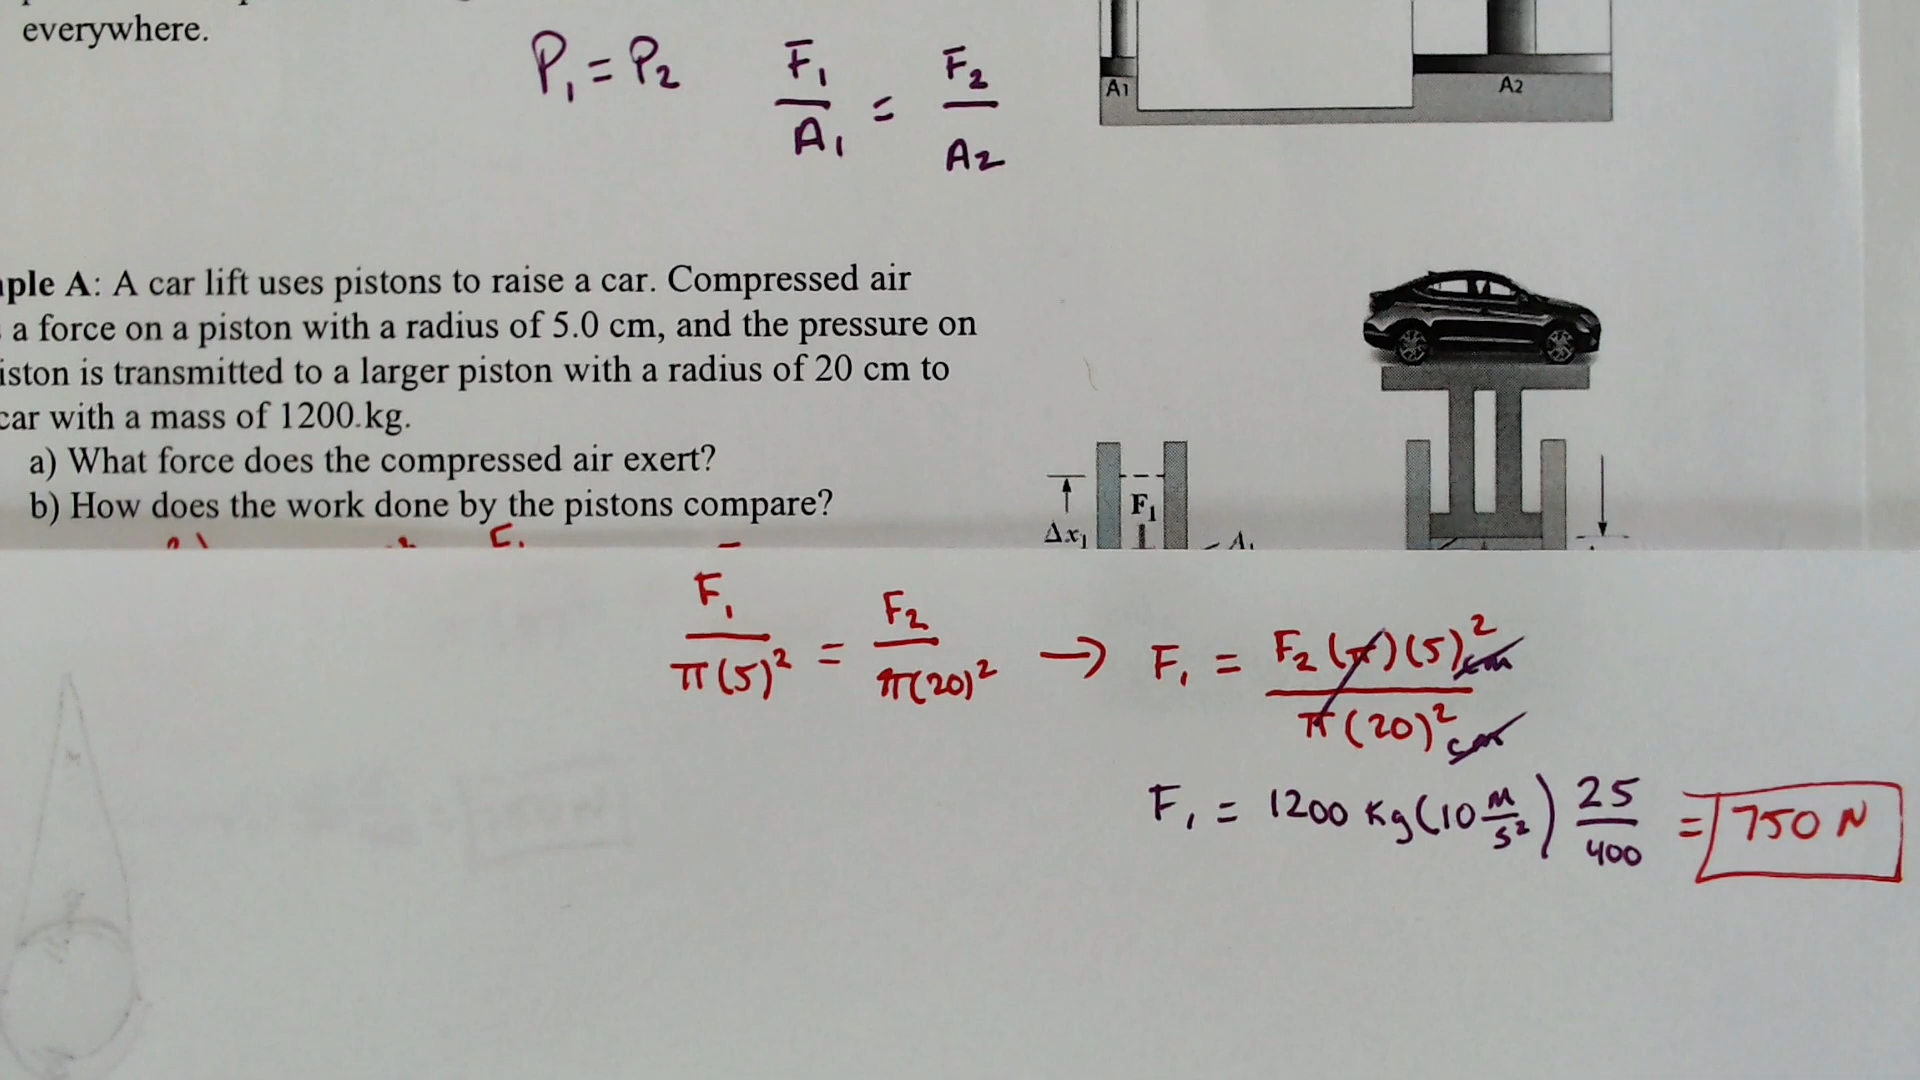 everywhere.
P₁ = P₂ F₁/A₁ = F₂/A₂
A1 A2
ple A: A car lift uses pistons to raise a car. Compressed air
a force on a piston with a radius of 5.0 cm, and the pressure on
iston is transmitted to a larger piston with a radius of 20 cm to
car with a mass of 1200.kg.
a) What force does the compressed air exert?
b) How does the work done by the pistons compare?
F₁
Δx₁
A₁
F₁/π(5)² = F₂/π(20)² → F₁ = F₂(π)(5)²cm/π(20)²cm
F₁ = 1200 kg(10 m/s²) 25/400 = 750 N